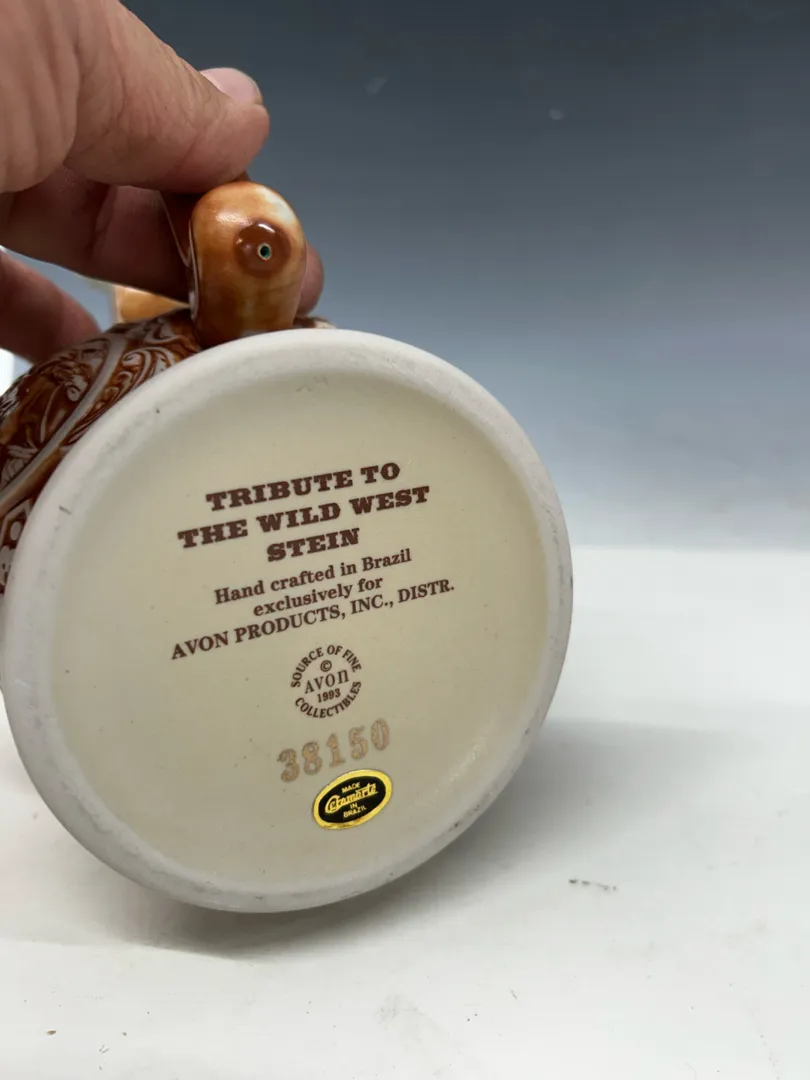 TRIBUTE TO
THE WILD WEST
STEIN
Hand crafted in Brazil
exclusively for
AVON PRODUCTS, INC., DISTR.
SOURCE OF FINE
©
AVON
1993
COLLECTIBLES
38150
MADE
Ceramarte
IN
BRAZIL